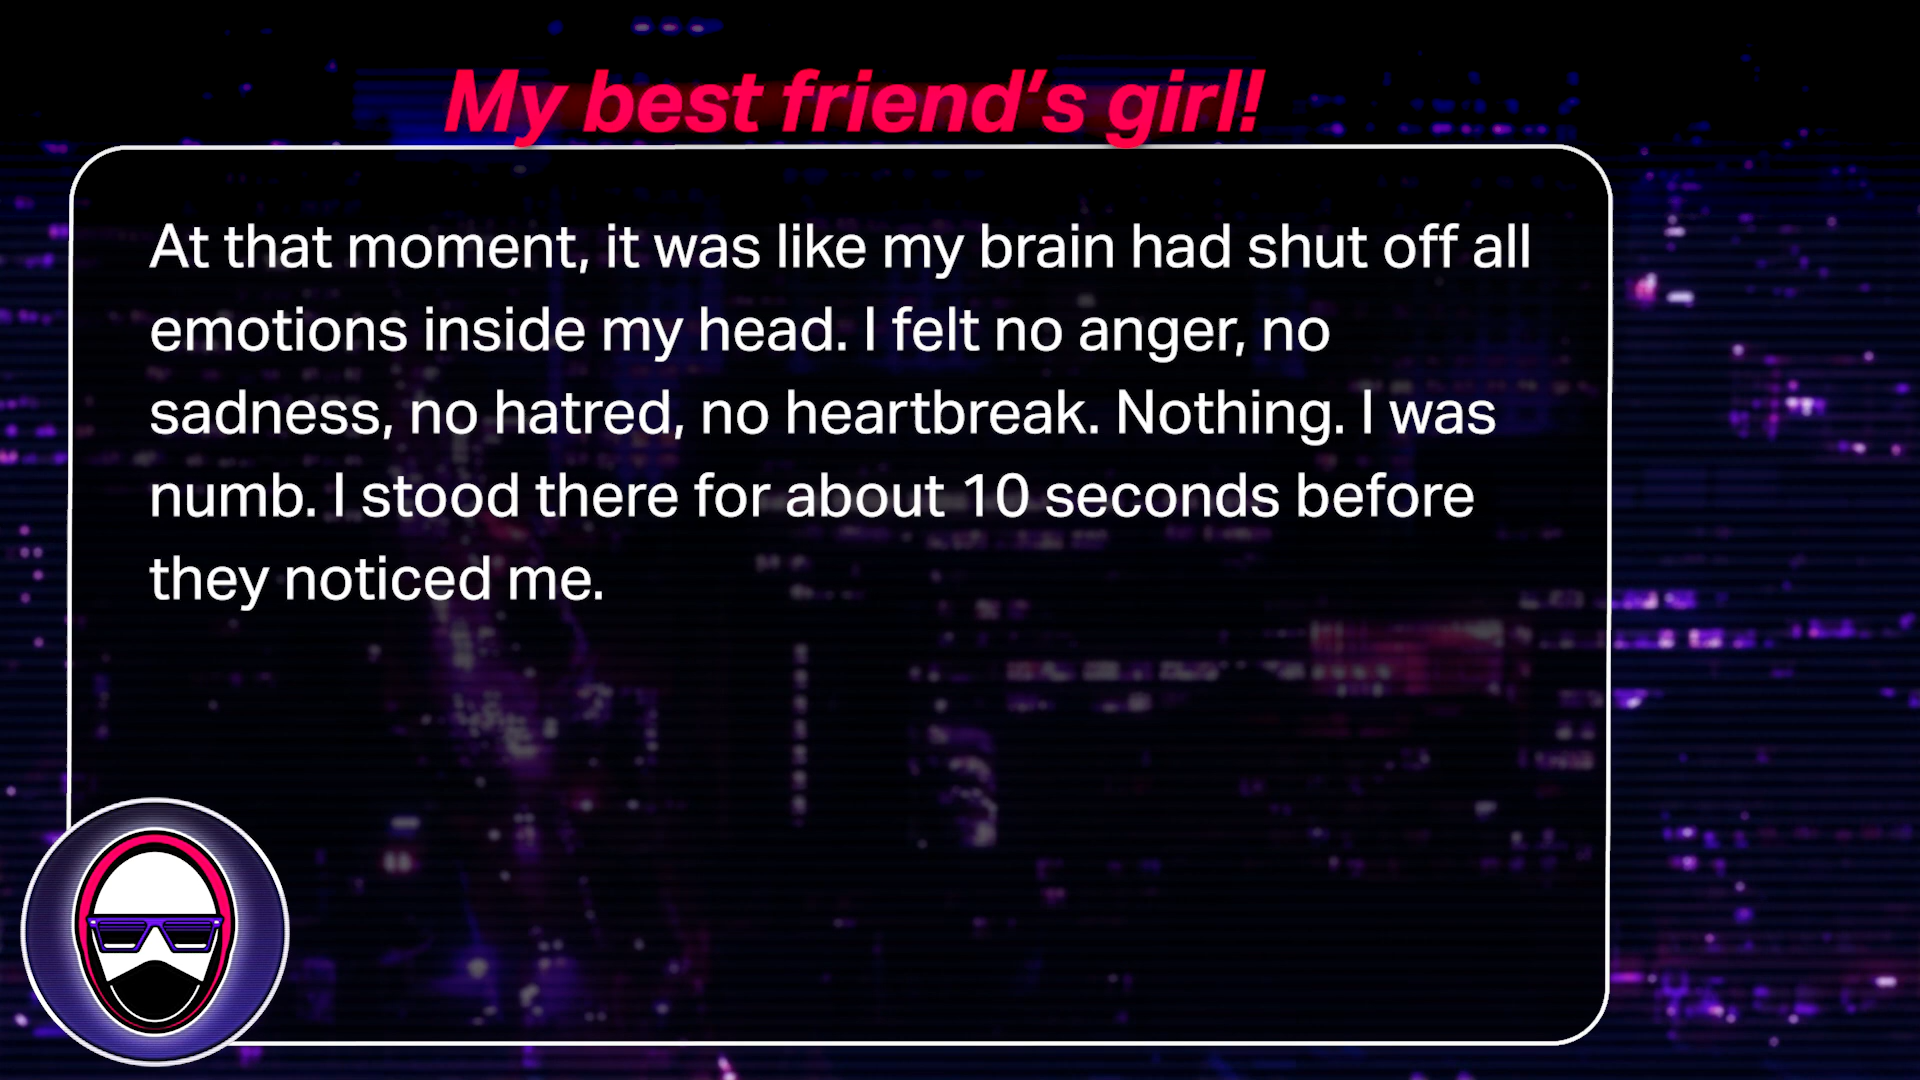 My best friend’s girl!
At that moment, it was like my brain had shut off all
emotions inside my head. I felt no anger, no
sadness, no hatred, no heartbreak. Nothing. I was
numb. I stood there for about 10 seconds before
they noticed me.